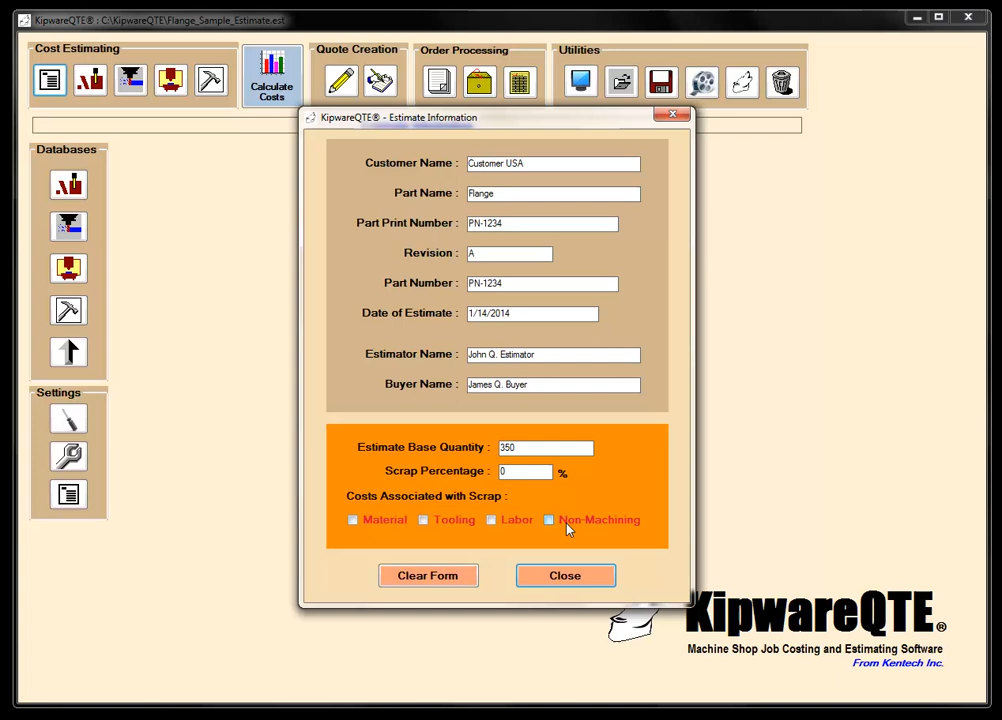 KipwareQTE® : C:\KipwareQTE\Flange_Sample_Estimate.est
Cost Estimating
Calculate
Costs
Quote Creation
Order Processing
Utilities
Databases
Settings
KipwareQTE® - Estimate Information
Customer Name : Customer USA
Part Name : Flange
Part Print Number : PN-1234
Revision : A
Part Number : PN-1234
Date of Estimate : 1/14/2014
Estimator Name : John Q. Estimator
Buyer Name : James Q. Buyer
Estimate Base Quantity : 350
Scrap Percentage : 0 %
Costs Associated with Scrap :
Material Tooling Labor Non-Machining
Clear Form Close
KipwareQTE®
Machine Shop Job Costing and Estimating Software
From Kentech Inc.